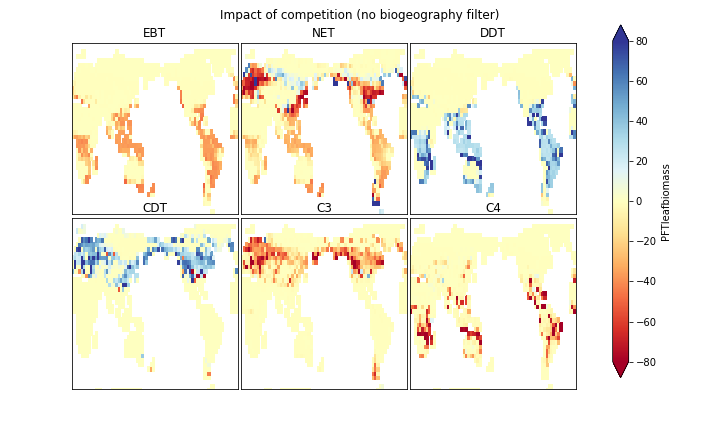 Impact of competition (no biogeography filter)
EBT
NET
DDT
CDT
C3
C4
80
60
40
20
0
−20
−40
−60
−80
PFTleafbiomass